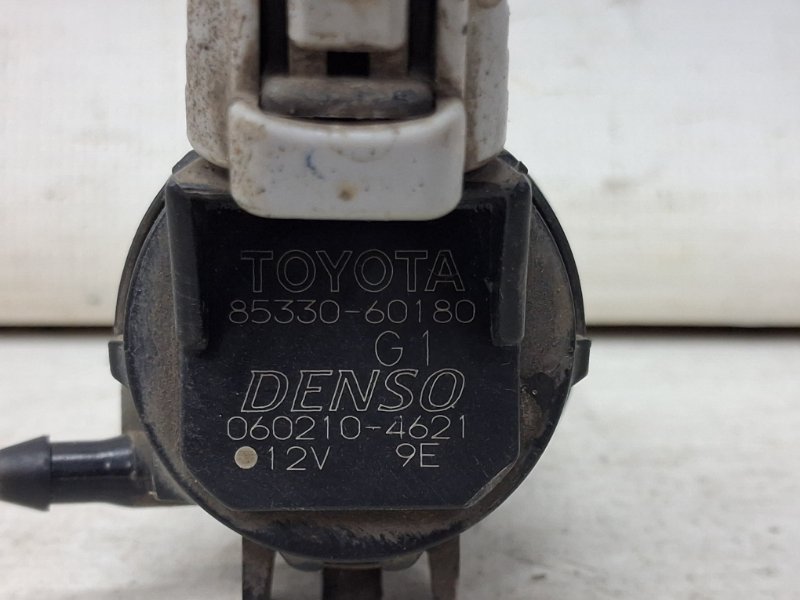 TOYOTA
85330-60180
G1
DENSO
060210-4621
12V 9E